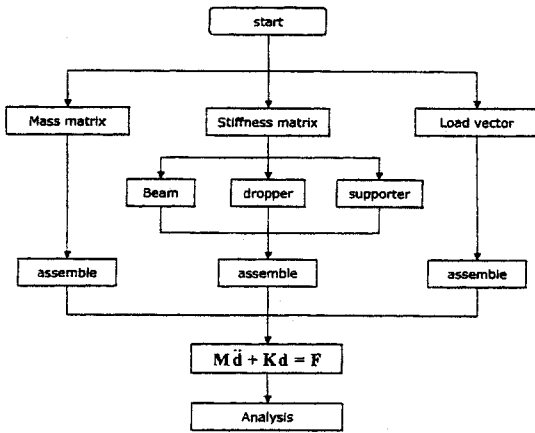 start
Mass matrix
Stiffness matrix
Load vector
Beam
dropper
supporter
assemble
assemble
assemble
Md̈ + Kd = F
Analysis